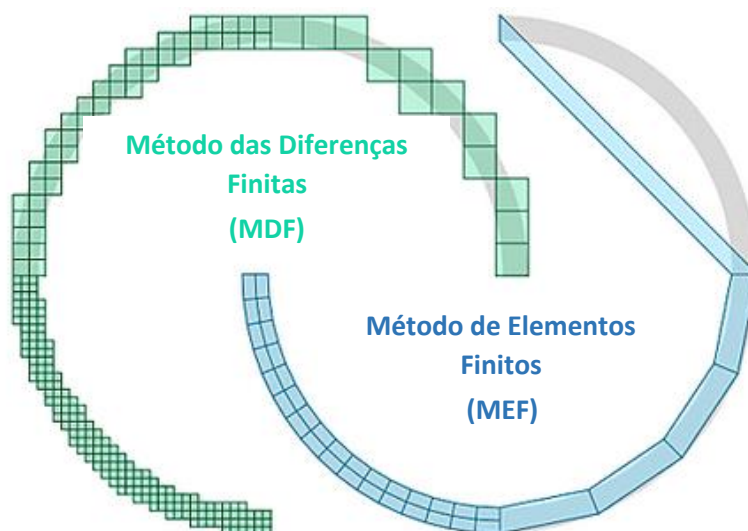 Método das Diferenças
Finitas
(MDF)
Método de Elementos
Finitos
(MEF)